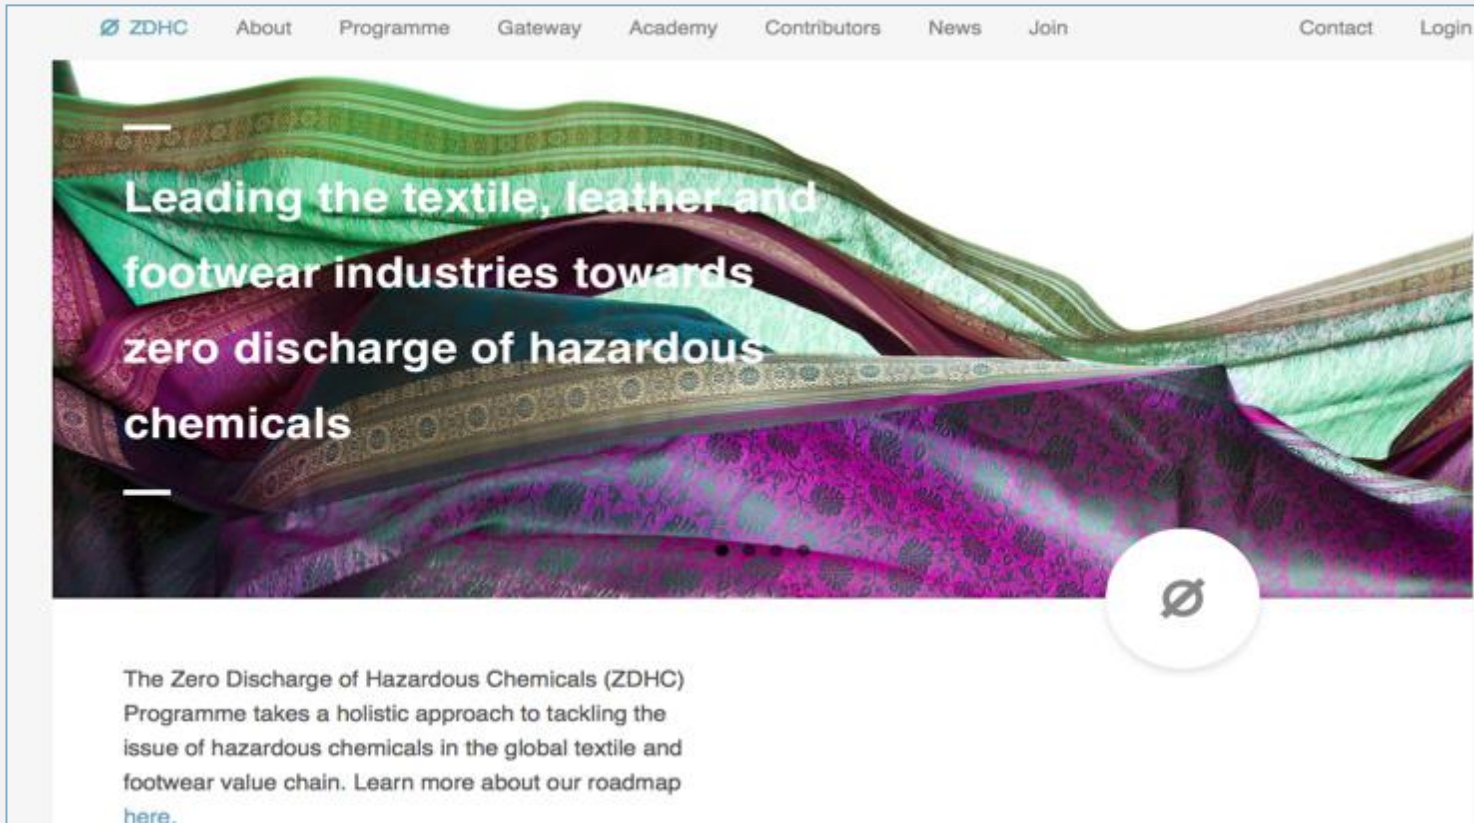 ZDHC About Programme Gateway Academy Contributors News Join Contact Login
Leading the textile, leather and
footwear industries towards
zero discharge of hazardous
chemicals
The Zero Discharge of Hazardous Chemicals (ZDHC)
Programme takes a holistic approach to tackling the
issue of hazardous chemicals in the global textile and
footwear value chain. Learn more about our roadmap
here.